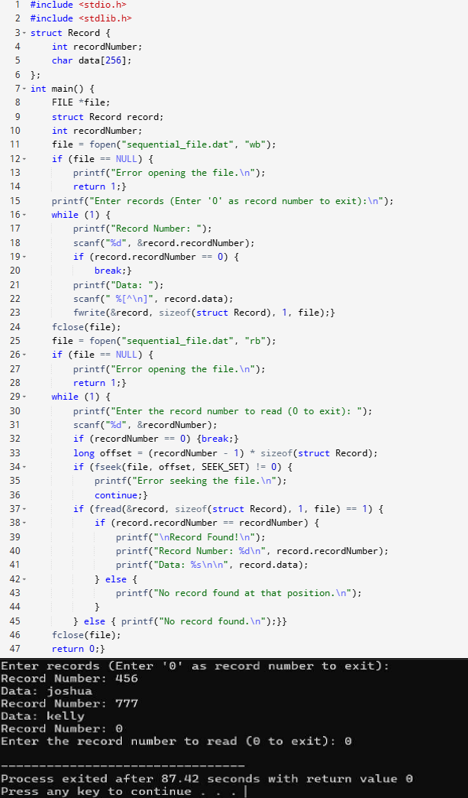 1 #include <stdio.h>
2 #include <stdlib.h>
3 struct Record {
4     int recordNumber;
5     char data[256];
6 };
7 int main() {
8     FILE *file;
9     struct Record record;
10     int recordNumber;
11     file = fopen("sequential_file.dat", "wb");
12     if (file == NULL) {
13         printf("Error opening the file.\n");
14         return 1;}
15     printf("Enter records (Enter '0' as record number to exit):\n");
16     while (1) {
17         printf("Record Number: ");
18         scanf("%d", &record.recordNumber);
19         if (record.recordNumber == 0) {
20             break;}
21         printf("Data: ");
22         scanf(" %[^\n]", record.data);
23         fwrite(&record, sizeof(struct Record), 1, file);}
24     fclose(file);
25     file = fopen("sequential_file.dat", "rb");
26     if (file == NULL) {
27         printf("Error opening the file.\n");
28         return 1;}
29     while (1) {
30         printf("Enter the record number to read (0 to exit): ");
31         scanf("%d", &recordNumber);
32         if (recordNumber == 0) {break;}
33         long offset = (recordNumber - 1) * sizeof(struct Record);
34         if (fseek(file, offset, SEEK_SET) != 0) {
35             printf("Error seeking the file.\n");
36             continue;}
37         if (fread(&record, sizeof(struct Record), 1, file) == 1) {
38             if (record.recordNumber == recordNumber) {
39                 printf("\nRecord Found!\n");
40                 printf("Record Number: %d\n", record.recordNumber);
41                 printf("Data: %s\n\n", record.data);
42             } else {
43                 printf("No record found at that position.\n");
44             }
45         } else { printf("No record found.\n");}}
46     fclose(file);
47     return 0;}
Enter records (Enter '0' as record number to exit):
Record Number: 456
Data: joshua
Record Number: 777
Data: kelly
Record Number: 0
Enter the record number to read (0 to exit): 0
--------------------------------
Process exited after 87.42 seconds with return value 0
Press any key to continue . . .